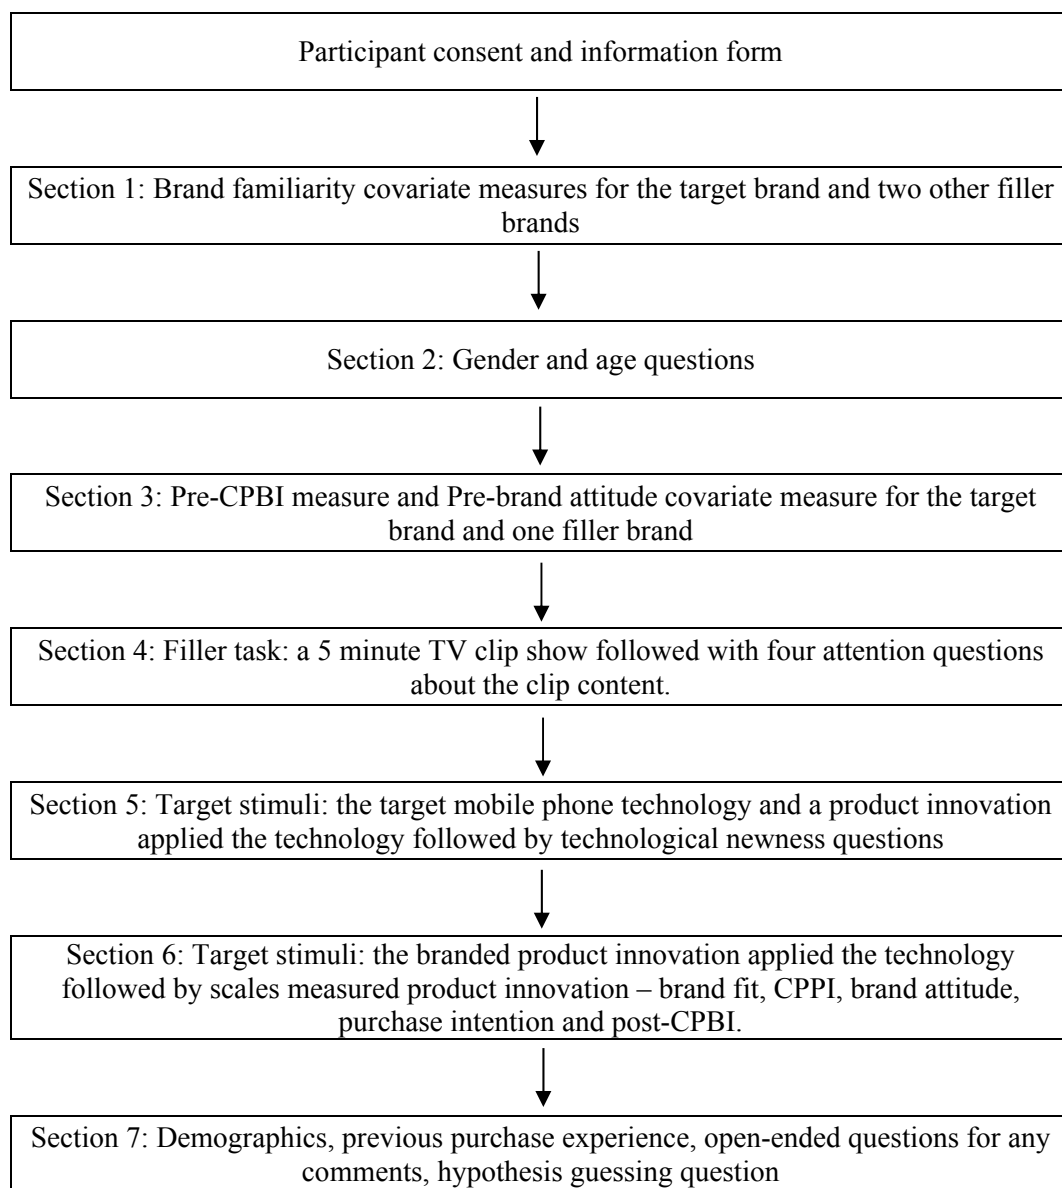 Participant consent and information form
Section 1: Brand familiarity covariate measures for the target brand and two other filler
brands
Section 2: Gender and age questions
Section 3: Pre-CPBI measure and Pre-brand attitude covariate measure for the target
brand and one filler brand
Section 4: Filler task: a 5 minute TV clip show followed with four attention questions
about the clip content.
Section 5: Target stimuli: the target mobile phone technology and a product innovation
applied the technology followed by technological newness questions
Section 6: Target stimuli: the branded product innovation applied the technology
followed by scales measured product innovation – brand fit, CPPI, brand attitude,
purchase intention and post-CPBI.
Section 7: Demographics, previous purchase experience, open-ended questions for any
comments, hypothesis guessing question